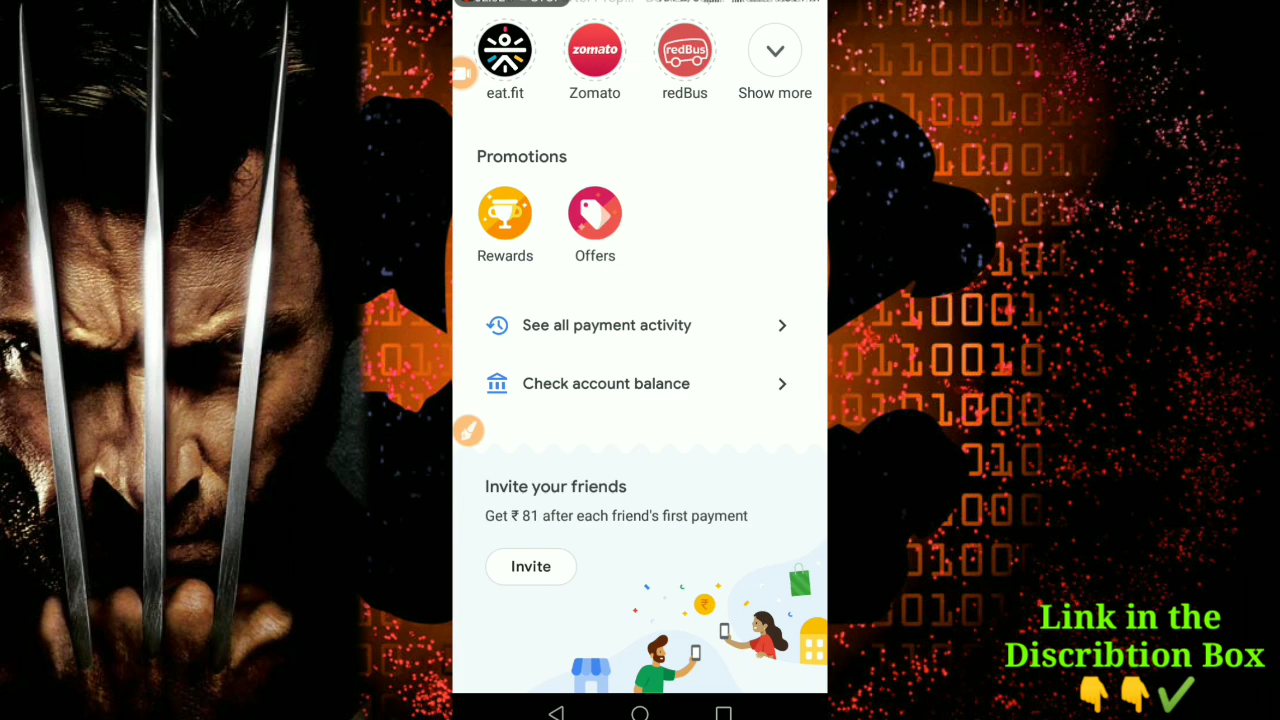 zomato
redBus
eat.fit
Zomato
redBus
Show more
Promotions
Rewards
Offers
See all payment activity
Check account balance
Invite your friends
Get ₹ 81 after each friend's first payment
Invite
Link in the
Discribtion Box
👇👇✔